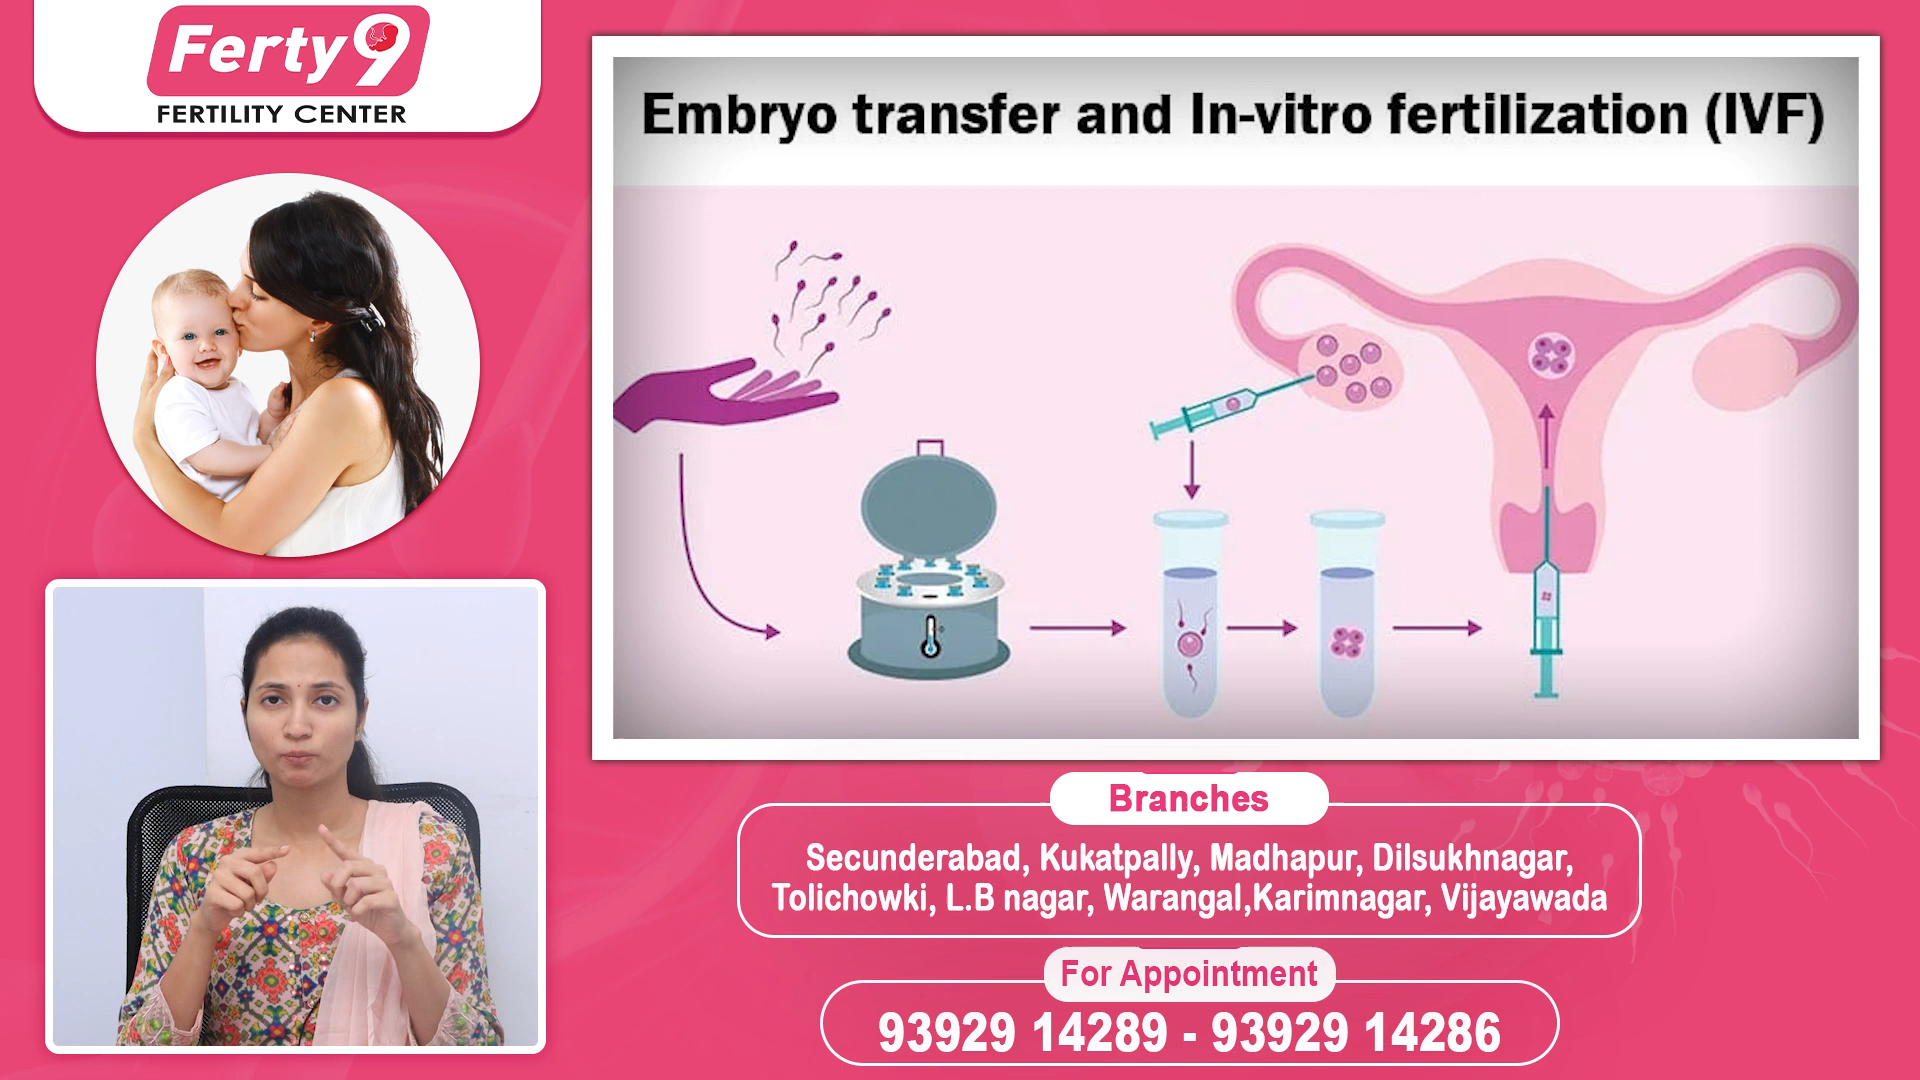 Ferty9
FERTILITY CENTER
Embryo transfer and In-vitro fertilization (IVF)
Branches
Secunderabad, Kukatpally, Madhapur, Dilsukhnagar,
Tolichowki, L.B nagar, Warangal,Karimnagar, Vijayawada
For Appointment
93929 14289 - 93929 14286